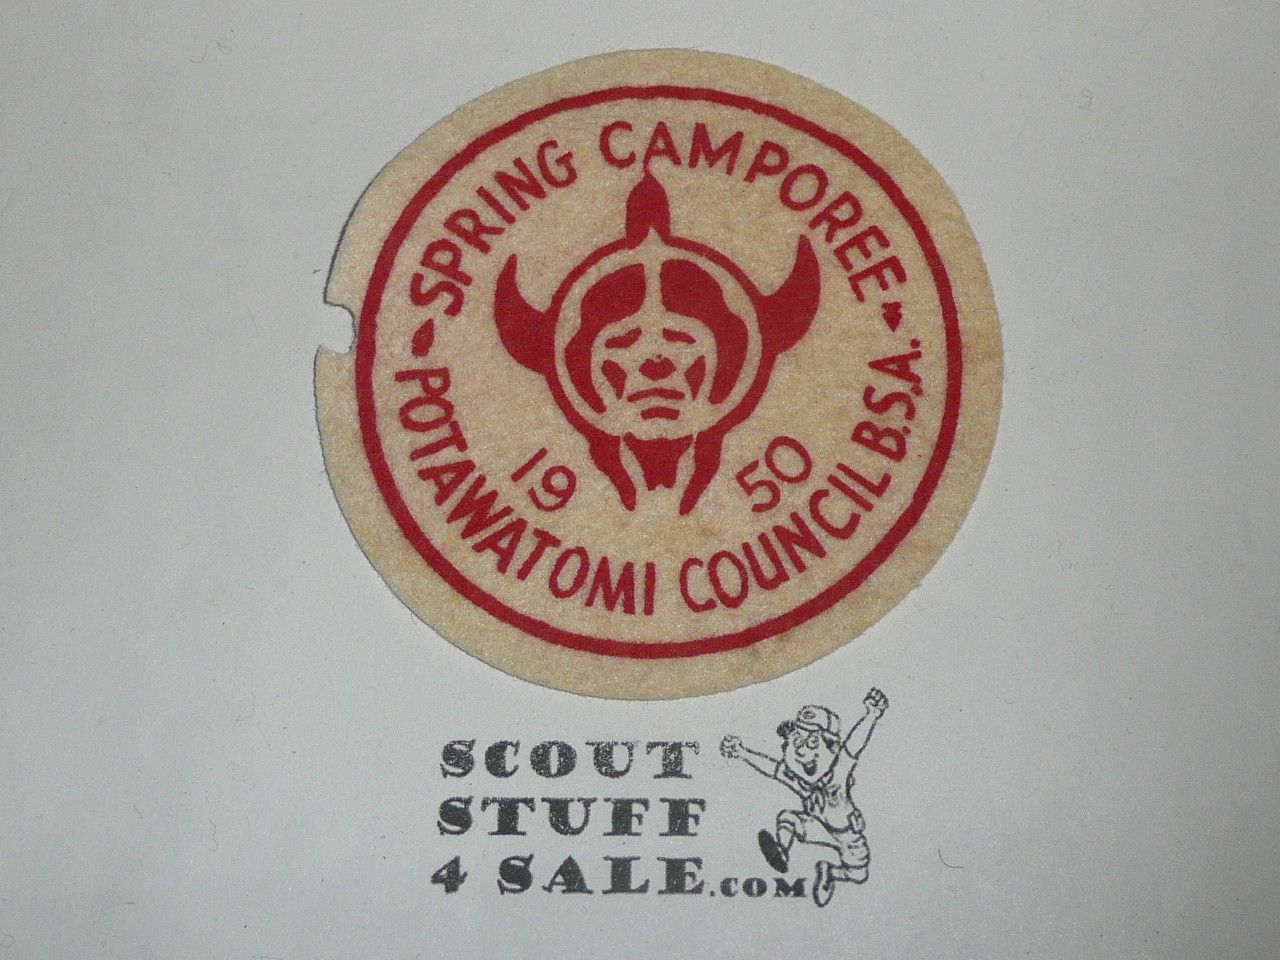 SPRING CAMPOREE
19 50
POTAWATOMI COUNCIL B.S.A.
SCOUT
STUFF
4 SALE.COM